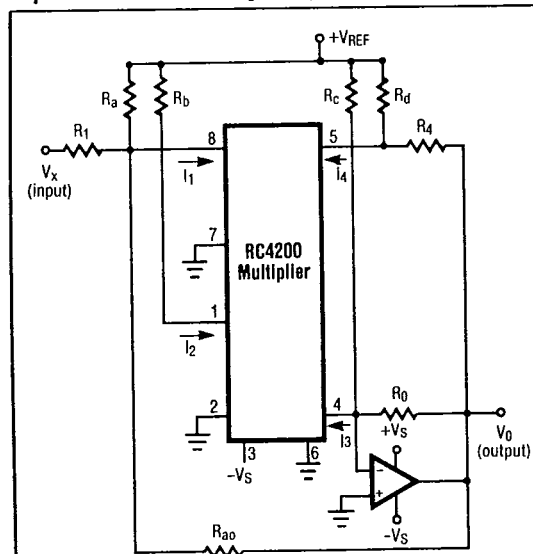 +VREF
Ra
Rb
Rc
Rd
R1
R4
Vx
(input)
8
5
I1
I4
7
RC4200
Multiplier
1
I2
2
4
R0
I3
+VS
3
-VS
6
V0
(output)
-
+
-VS
Rao